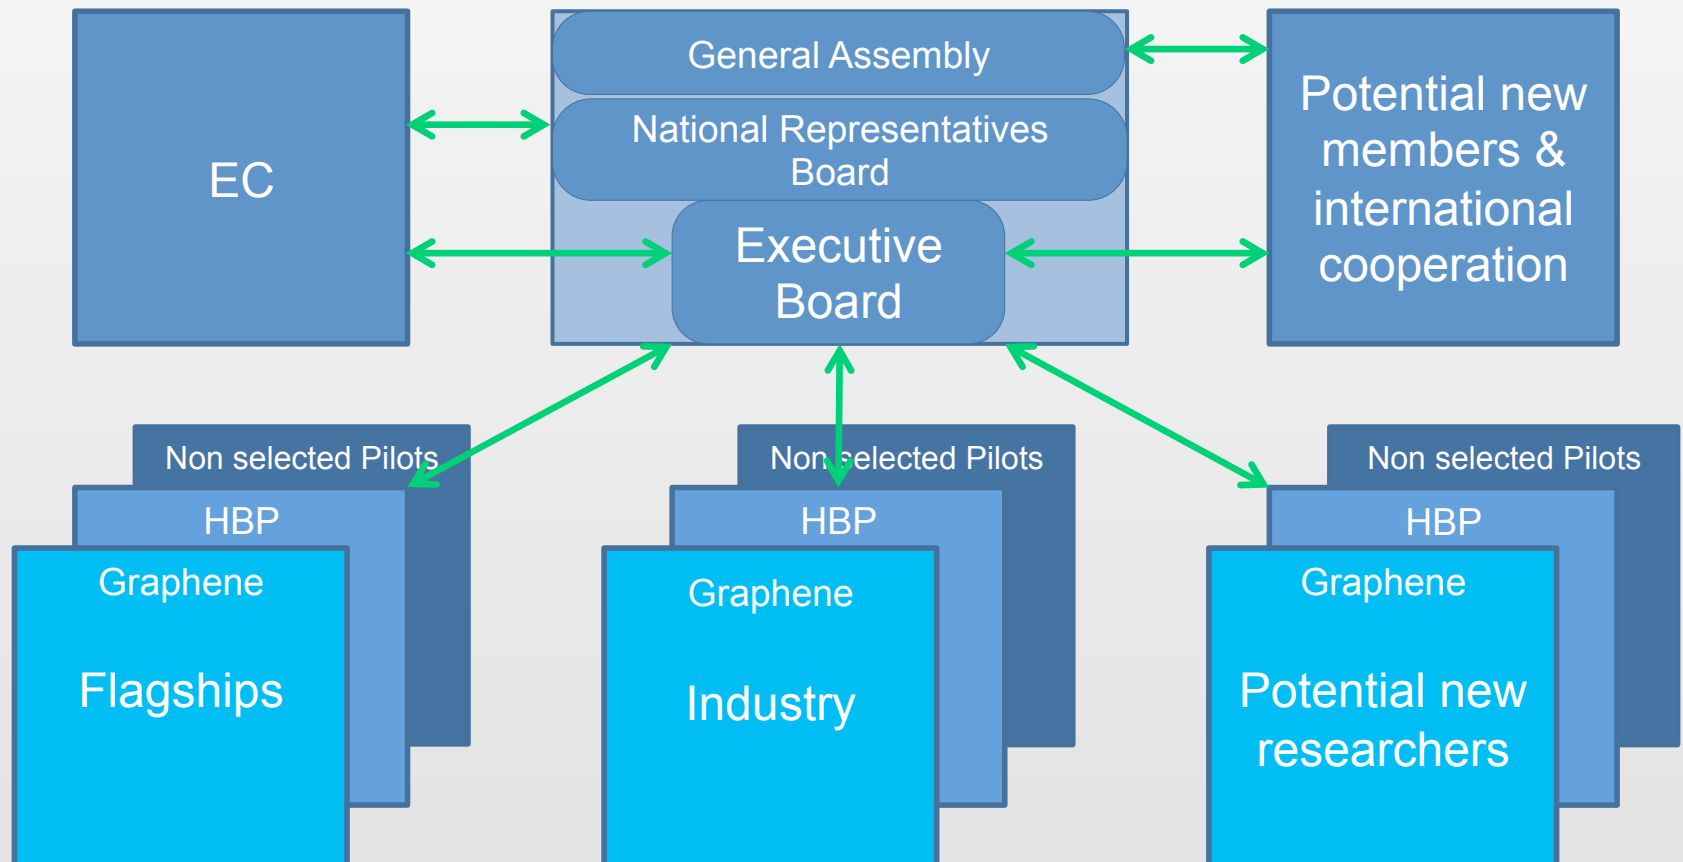 EC
General Assembly
National Representatives
Board
Executive
Board
Potential new
members &
international
cooperation
Non selected Pilots
HBP
Graphene
Flagships
Non selected Pilots
HBP
Graphene
Industry
Non selected Pilots
HBP
Graphene
Potential new
researchers